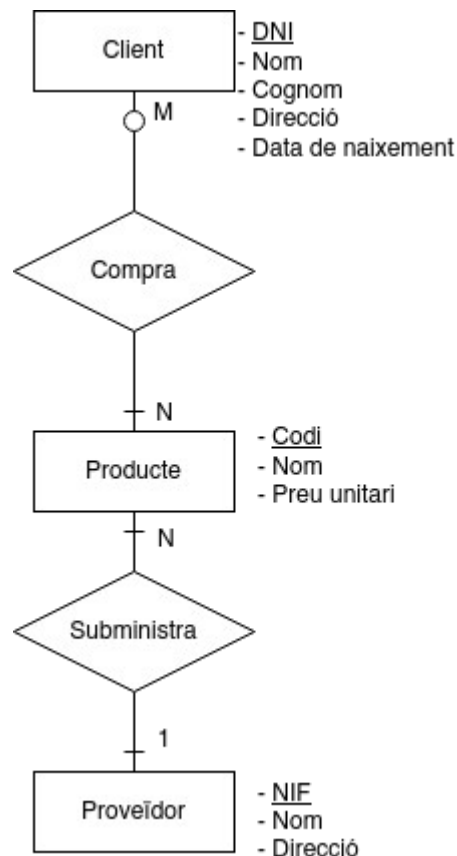 Client
- DNI
- Nom
- Cognom
- Direcció
- Data de naixement
M
Compra
N
Producte
- Codi
- Nom
- Preu unitari
N
Subministra
1
Proveïdor
- NIF
- Nom
- Direcció